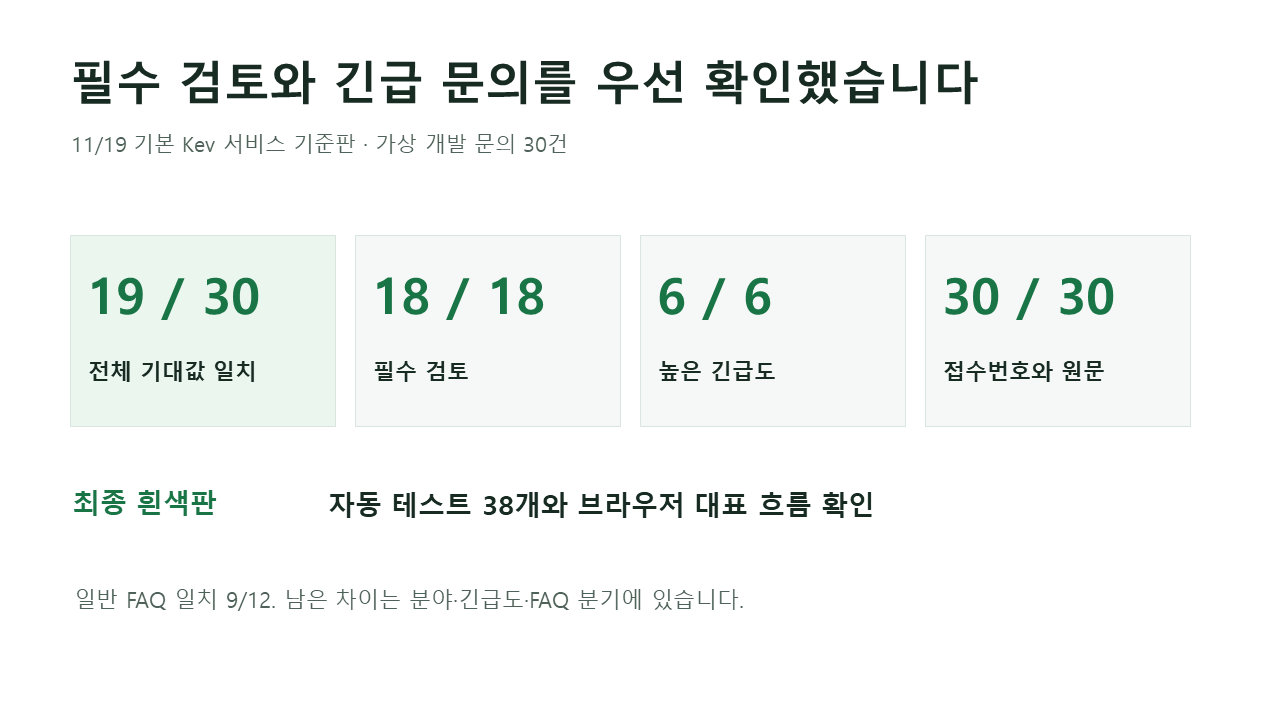 필수 검토와 긴급 문의를 우선 확인했습니다
11/19 기본 Kev 서비스 기준판 · 가상 개발 문의 30건
19 / 30
전체 기대값 일치
18 / 18
필수 검토
6 / 6
높은 긴급도
30 / 30
접수번호와 원문
최종 흰색판
자동 테스트 38개와 브라우저 대표 흐름 확인
일반 FAQ 일치 9/12. 남은 차이는 분야·긴급도·FAQ 분기에 있습니다.